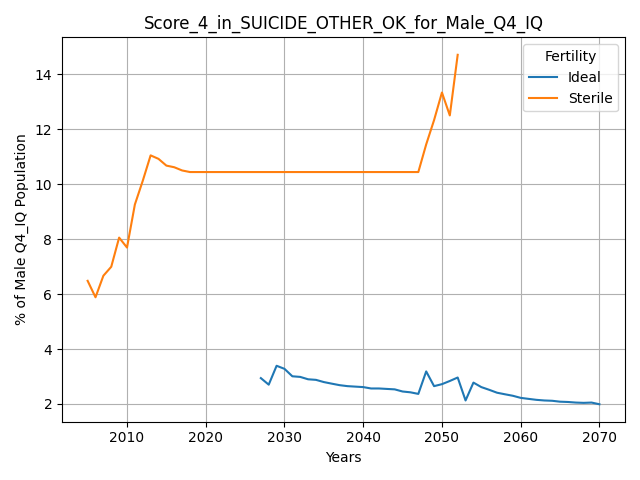 Score_4_in_SUICIDE_OTHER_OK_for_Male_Q4_IQ
Fertility
Ideal
Sterile
% of Male Q4_IQ Population
14
12
10
8
6
4
2
2010 2020 2030 2040 2050 2060 2070
Years